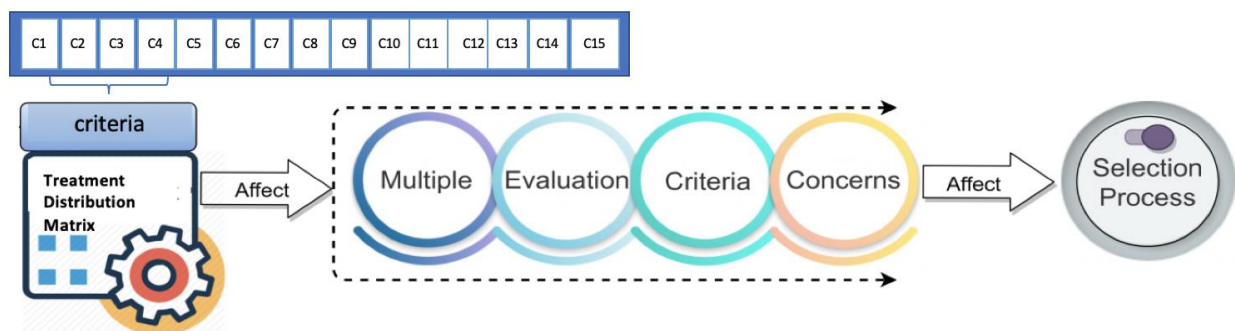 C1 C2 C3 C4 C5 C6 C7 C8 C9 C10 C11 C12 C13 C14 C15
criteria
Treatment
Distribution
Matrix
Affect
Multiple Evaluation Criteria Concerns
Affect
Selection
Process